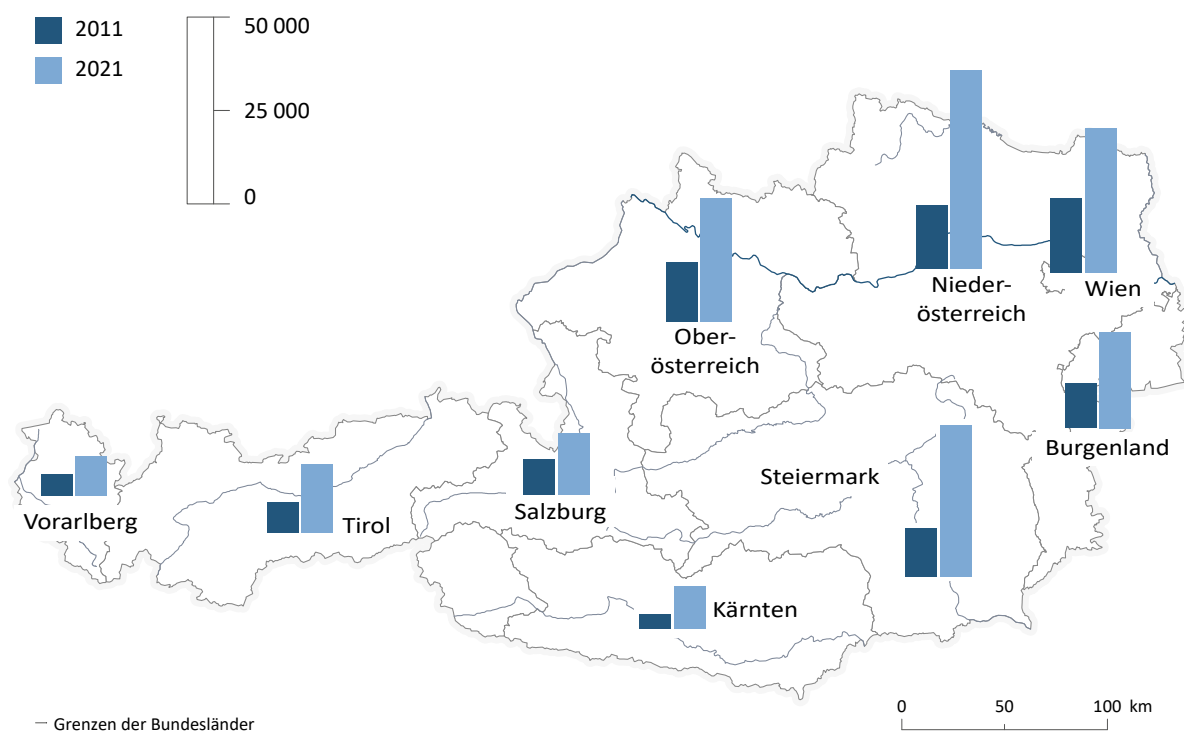 2011
2021
50 000
25 000
0
Nieder-
österreich
Wien
Ober-
österreich
Burgenland
Steiermark
Salzburg
Vorarlberg
Tirol
Kärnten
Grenzen der Bundesländer
0 50 100 km